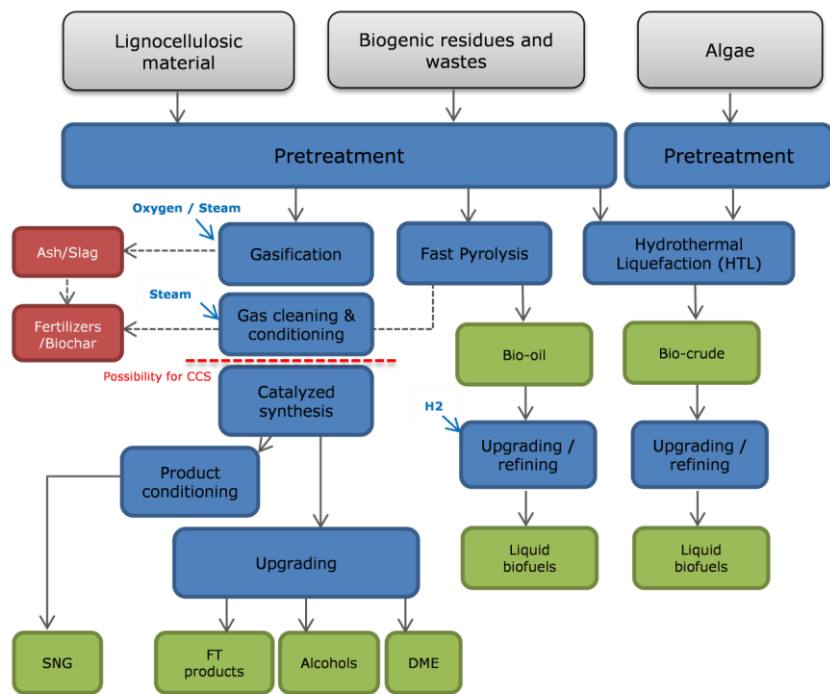 Lignocellulosic
material
Biogenic residues and
wastes
Algae
Pretreatment
Pretreatment
Oxygen / Steam
Ash/Slag
Gasification
Fast Pyrolysis
Hydrothermal
Liquefaction (HTL)
Steam
Fertilizers
/Biochar
Gas cleaning &
conditioning
Possibility for CCS
Bio-oil
Bio-crude
Catalyzed
synthesis
H2
Upgrading /
refining
Upgrading /
refining
Product
conditioning
Upgrading
Liquid
biofuels
Liquid
biofuels
SNG
FT
products
Alcohols
DME